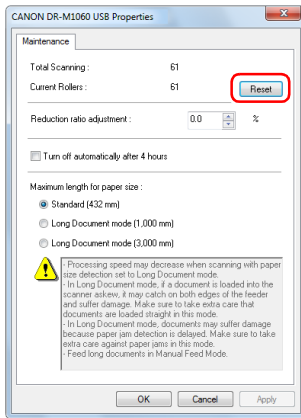 CANON DR-M1060 USB Properties
Maintenance
Total Scanning : 61
Current Rollers : 61 Reset
Reduction ratio adjustment : 0.0 %
Turn off automatically after 4 hours
Maximum length for paper size :
Standard (432 mm)
Long Document mode (1,000 mm)
Long Document mode (3,000 mm)
- Processing speed may decrease when scanning with paper
size detection set to Long Document mode.
- In Long Document mode, if a document is loaded into the
scanner askew, it may catch on both edges of the feeder
and suffer damage. Make sure to take extra care that
documents are loaded straight in this mode.
- In Long Document mode, documents may suffer damage
because paper jam detection is delayed. Make sure to take
extra care against paper jams in this mode.
- Feed long documents in Manual Feed Mode.
OK Cancel Apply